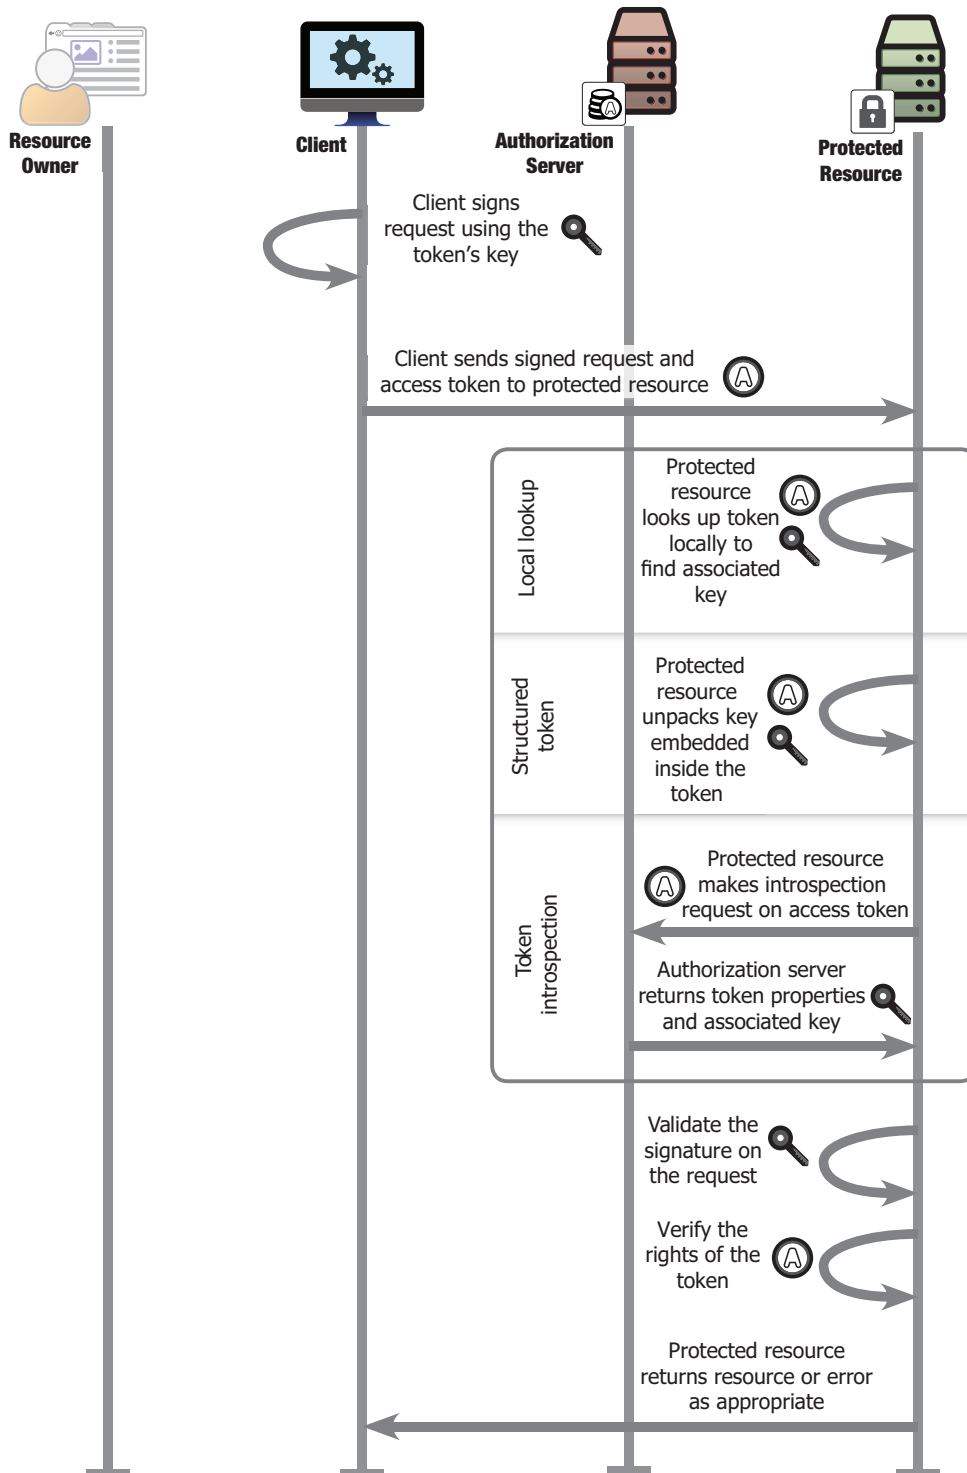 Resource
Owner
Client
Authorization
Server
Protected
Resource
Client signs
request using the
token’s key
Client sends signed request and
access token to protected resource
A
Local lookup
Protected
resource
looks up token
locally to
find associated
key
A
Structured
token
Protected
resource
unpacks key
embedded
inside the
token
A
Token
introspection
Protected resource
makes introspection
request on access token
A
Authorization server
returns token properties
and associated key
Validate the
signature on
the request
Verify the
rights of the
token
A
Protected resource
returns resource or error
as appropriate